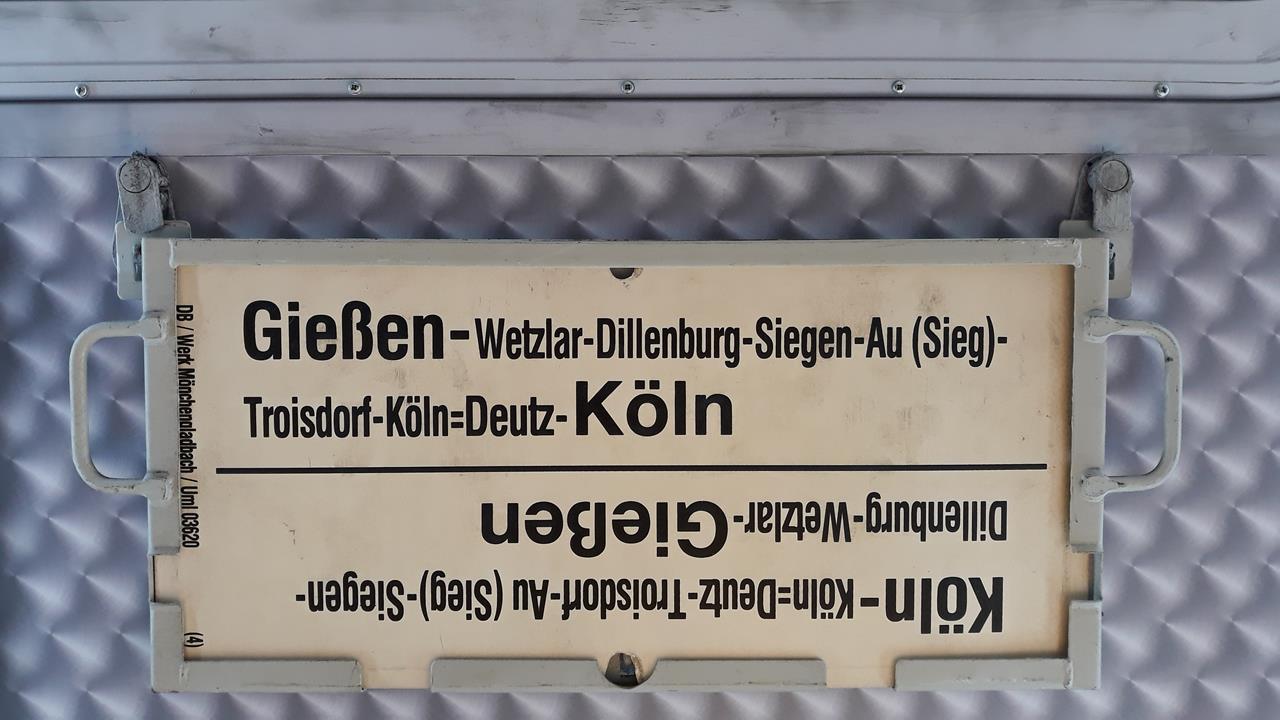 Gießen-Wetzlar-Dillenburg-Siegen-Au (Sieg)-
Troisdorf-Köln=Deutz-Köln
Köln-Köln=Deutz-Troisdorf-Au (Sieg)-Siegen-
Dillenburg-Wetzlar-Gießen
DB / Werk Mönchengladbach / Uml 03620
(4)